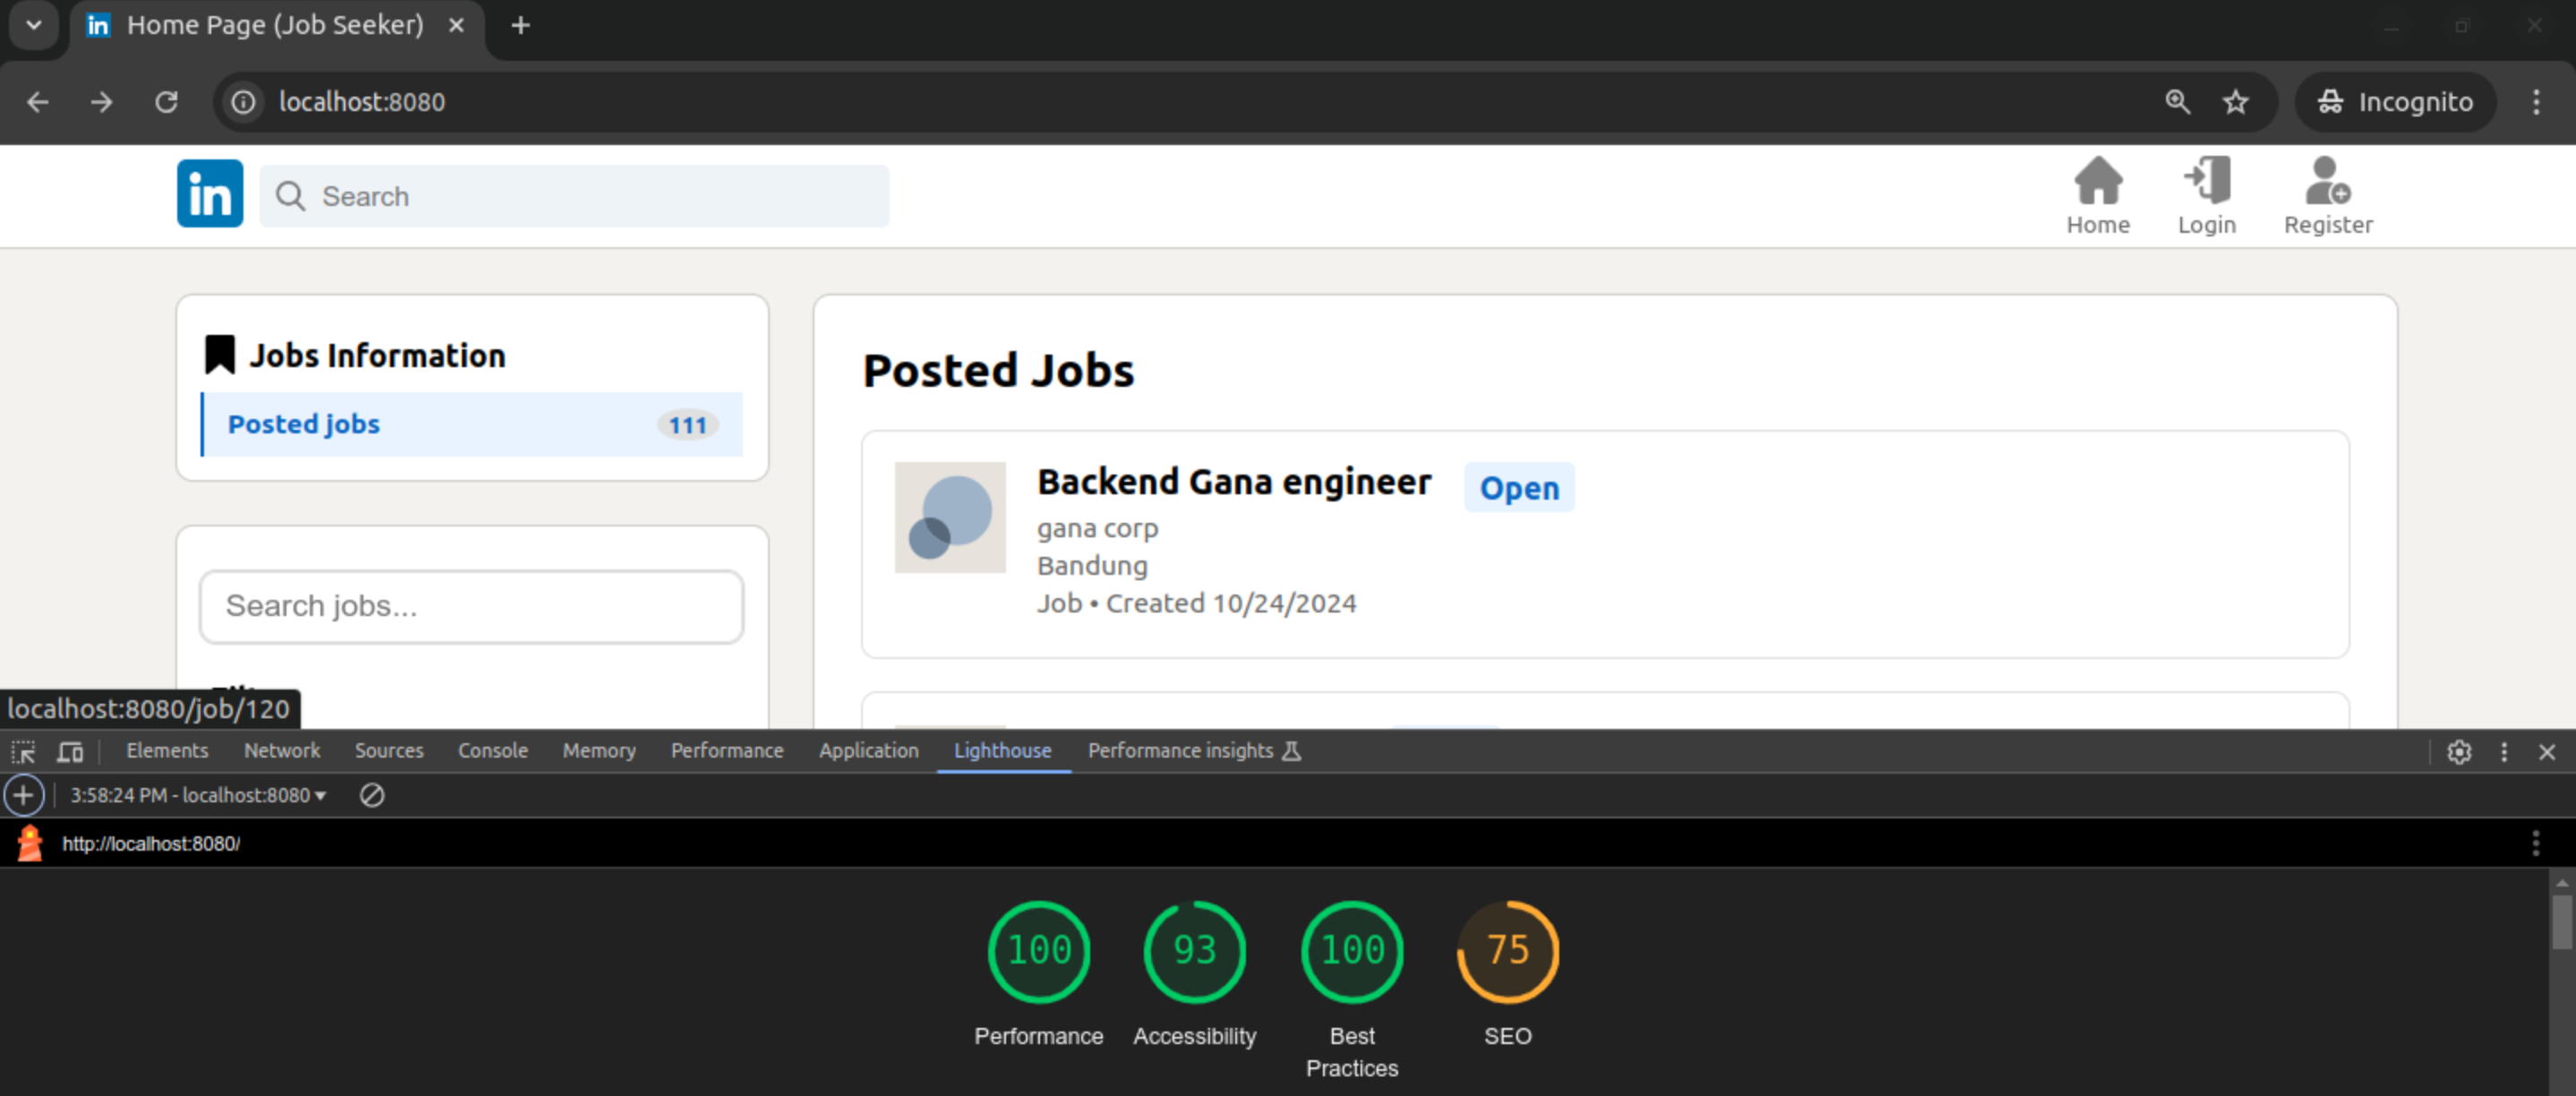 in Home Page (Job Seeker)
localhost:8080
Incognito
in
Search
Home
Login
Register
Jobs Information
Posted jobs 111
Search jobs...
localhost:8080/job/120
Posted Jobs
Backend Gana engineer Open
gana corp
Bandung
Job • Created 10/24/2024
Elements Network Sources Console Memory Performance Application Lighthouse Performance insights
3:58:24 PM - localhost:8080
http://localhost:8080/
100 93 100 75
Performance Accessibility Best Practices SEO